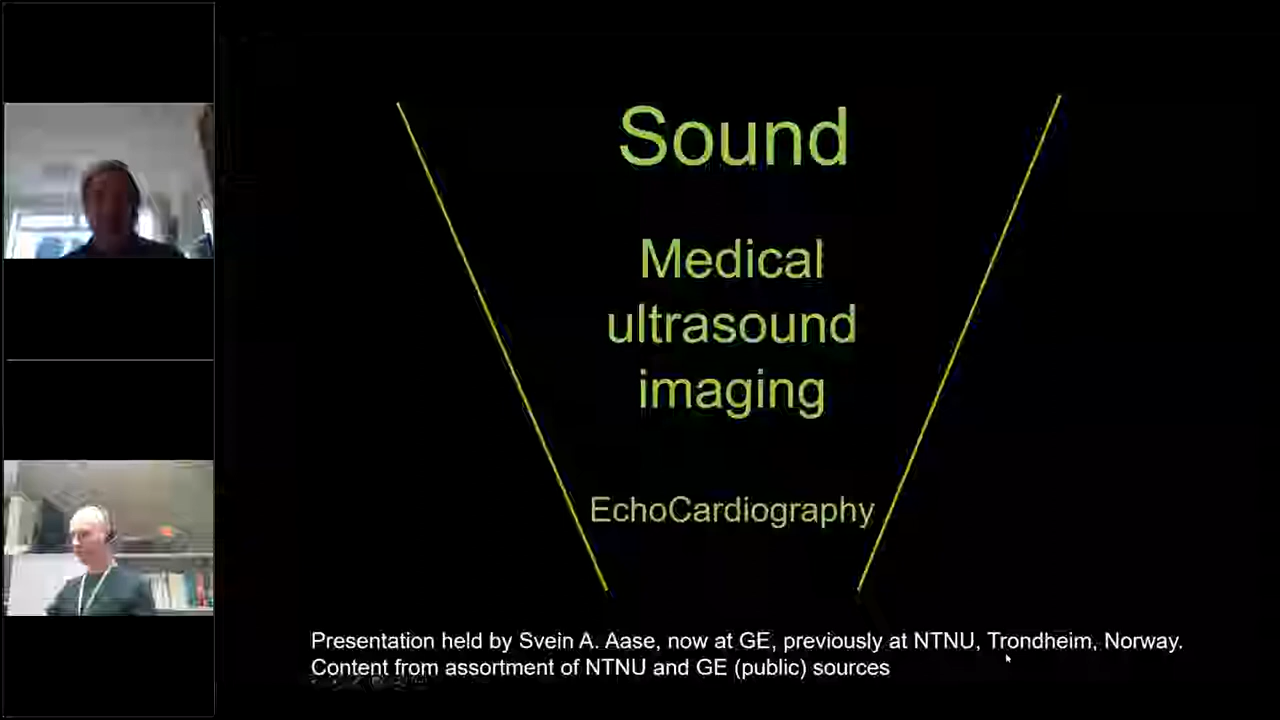 Sound
Medical
ultrasound
imaging
EchoCardiography
Presentation held by Svein A. Aase, now at GE, previously at NTNU, Trondheim, Norway.
Content from assortment of NTNU and GE (public) sources